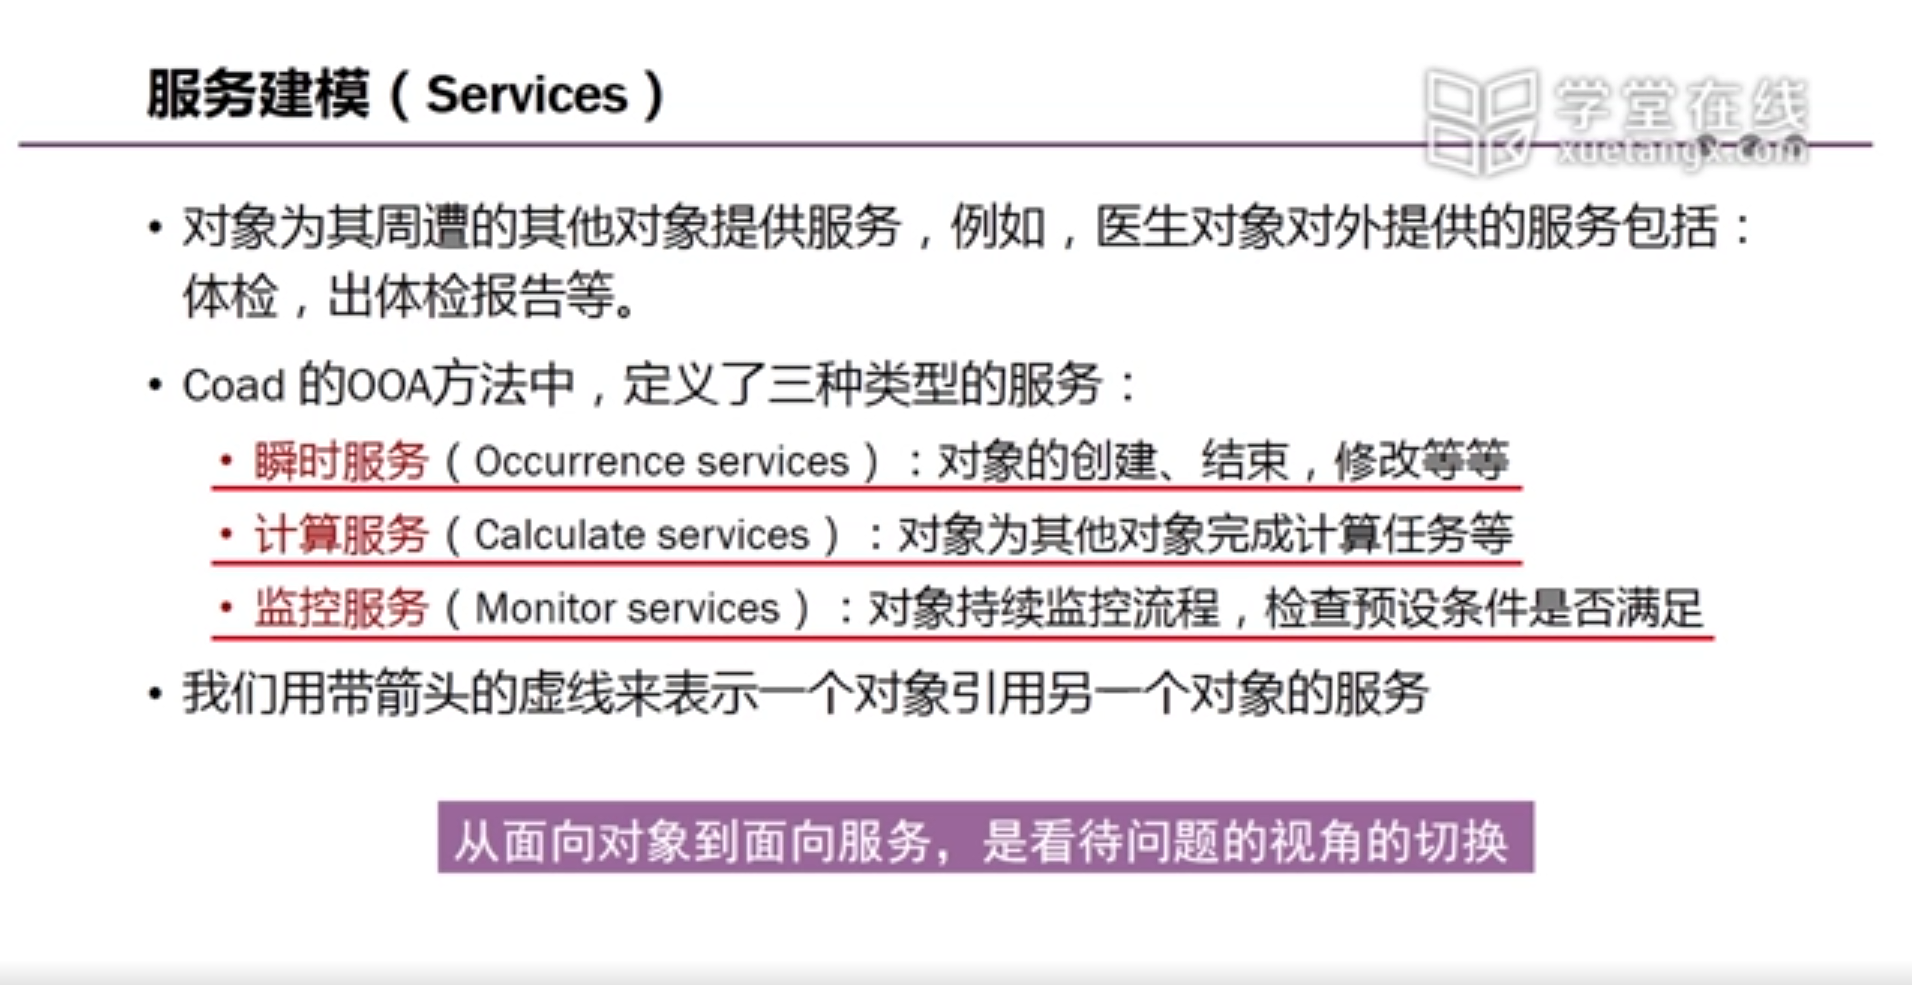 服务建模（Services）
学堂在线
xuetangx.com
• 对象为其周遭的其他对象提供服务，例如，医生对象对外提供的服务包括：
体检，出体检报告等。
• Coad 的OOA方法中，定义了三种类型的服务：
• 瞬时服务（Occurrence services）：对象的创建、结束，修改等等
• 计算服务（Calculate services）：对象为其他对象完成计算任务等
• 监控服务（Monitor services）：对象持续监控流程，检查预设条件是否满足
• 我们用带箭头的虚线来表示一个对象引用另一个对象的服务
从面向对象到面向服务，是看待问题的视角的切换